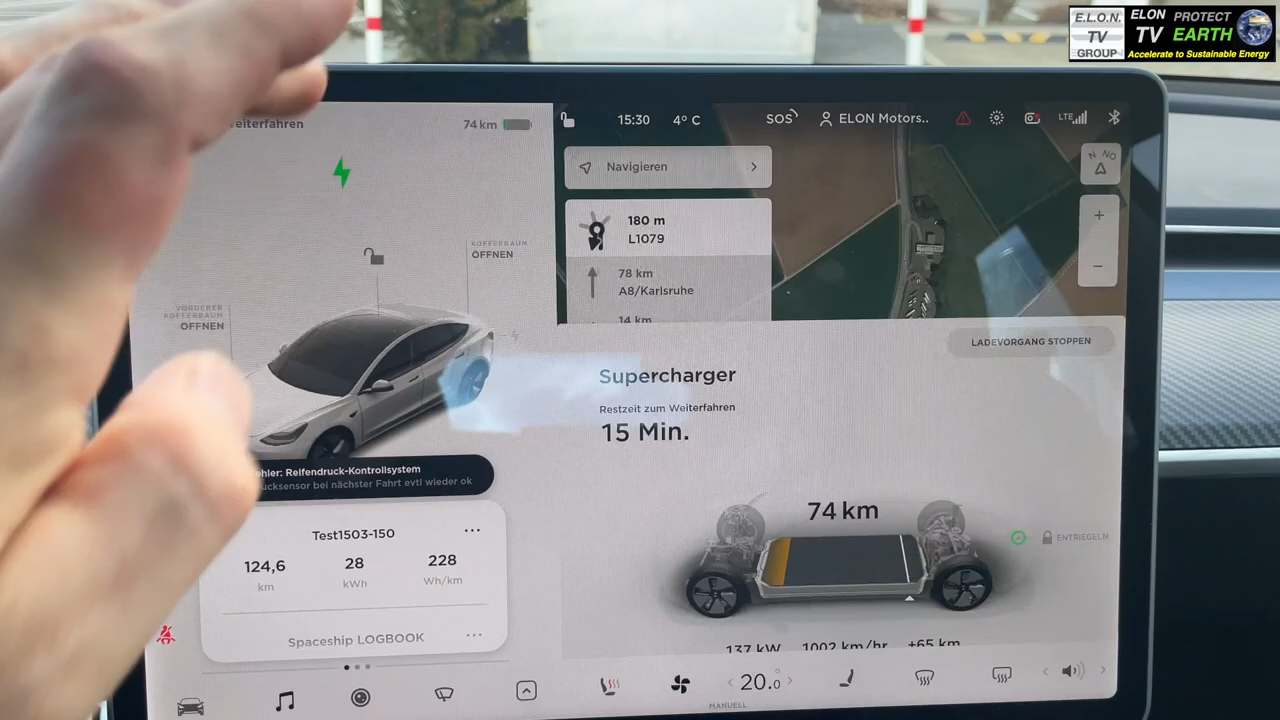 E.L.O.N.
TV
GROUP
ELON
TV
PROTECT
EARTH
Accelerate to Sustainable Energy
74 km
15:30
4° C
SOS
ELON Motors..
LTE
Navigieren
N
NO
180 m
L1079
78 km
A8/Karlsruhe
14 km
+
−
KOFFERRAUM
ÖFFNEN
VORDERER
KOFFERRAUM
ÖFFNEN
LADEVORGANG STOPPEN
Supercharger
Restzeit zum Weiterfahren
15 Min.
Reifendruck-Kontrollsystem
bei nächster Fahrt evtl wieder ok
Test1503-150
124,6
28
228
km
kWh
Wh/km
Spaceship LOGBOOK
74 km
ENTRIEGELN
137 kW
1002 km/hr
+65 km
20.0
MANUELL